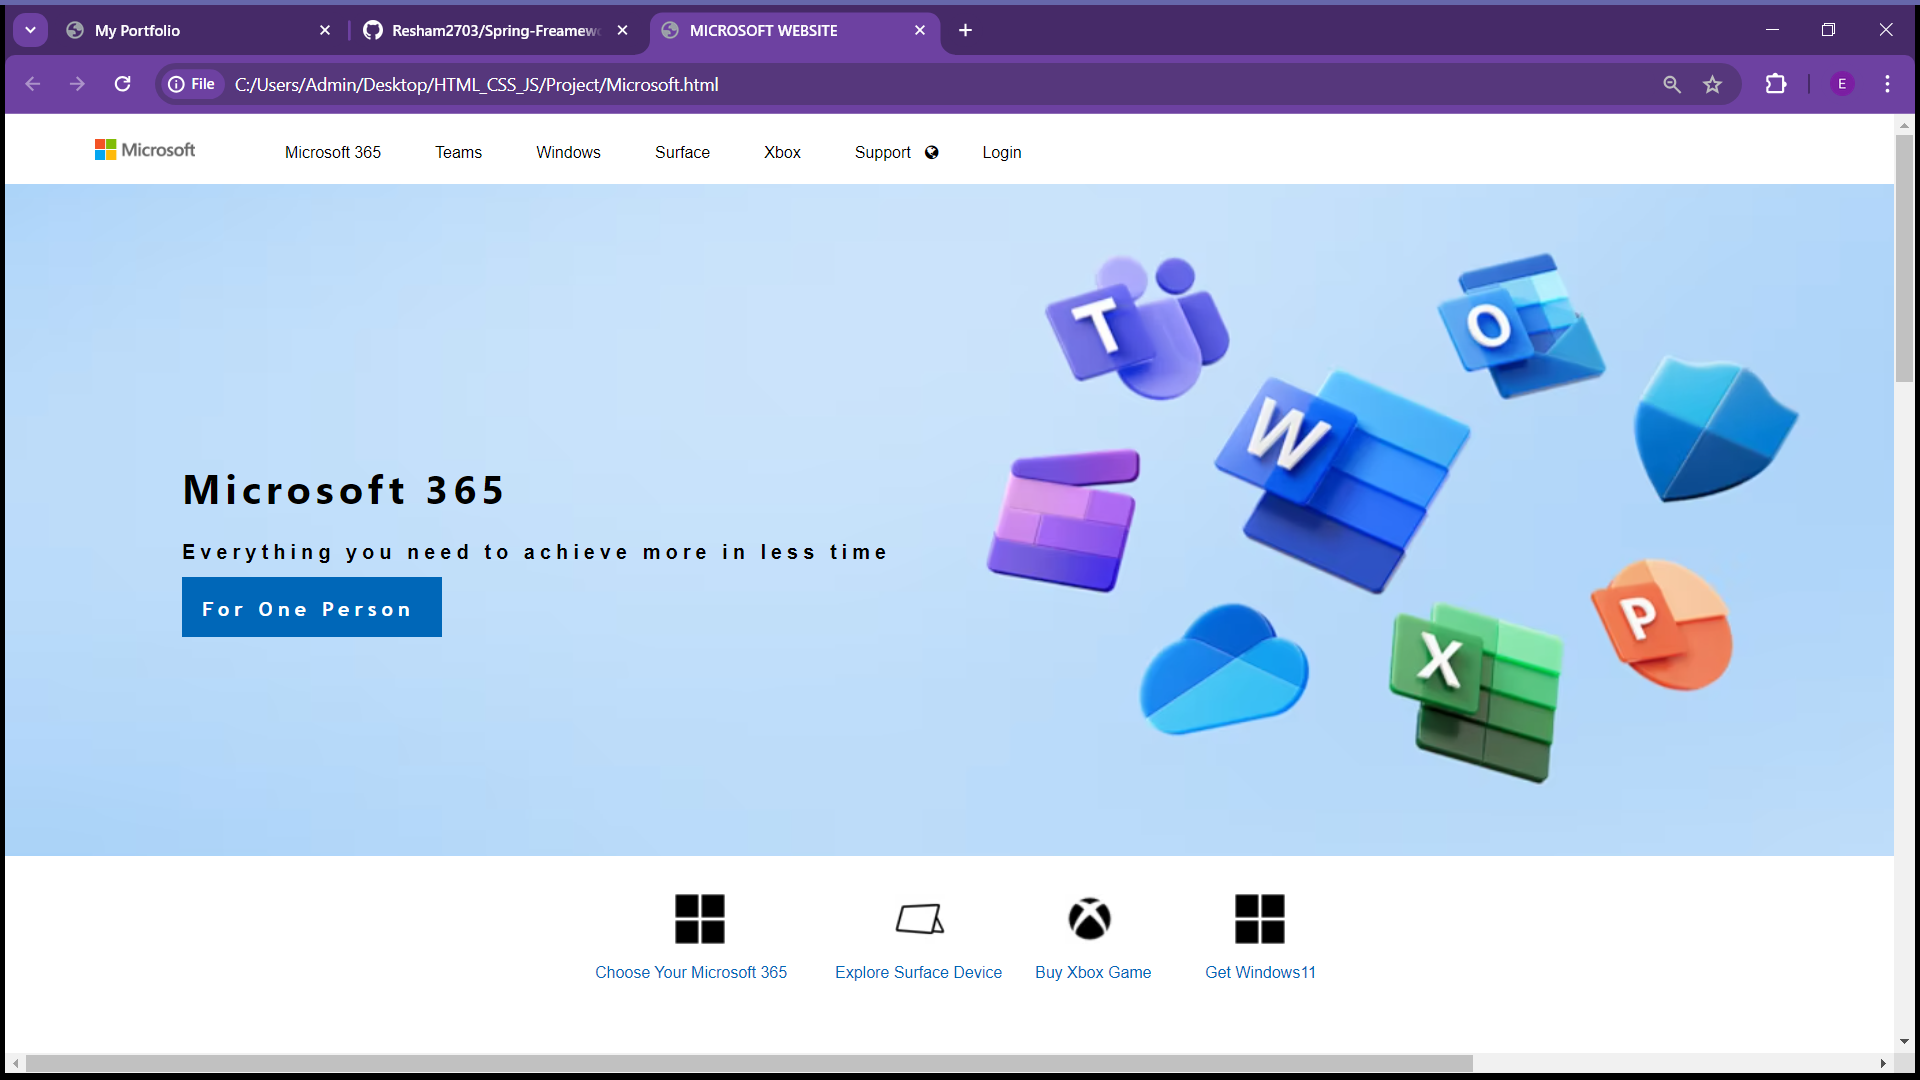 My Portfolio
Resham2703/Spring-Freamewo
MICROSOFT WEBSITE
File C:/Users/Admin/Desktop/HTML_CSS_JS/Project/Microsoft.html
E
Microsoft Microsoft 365 Teams Windows Surface Xbox Support Login
T
O
W
Microsoft 365
Everything you need to achieve more in less time
For One Person
P
X
Choose Your Microsoft 365 Explore Surface Device Buy Xbox Game Get Windows11